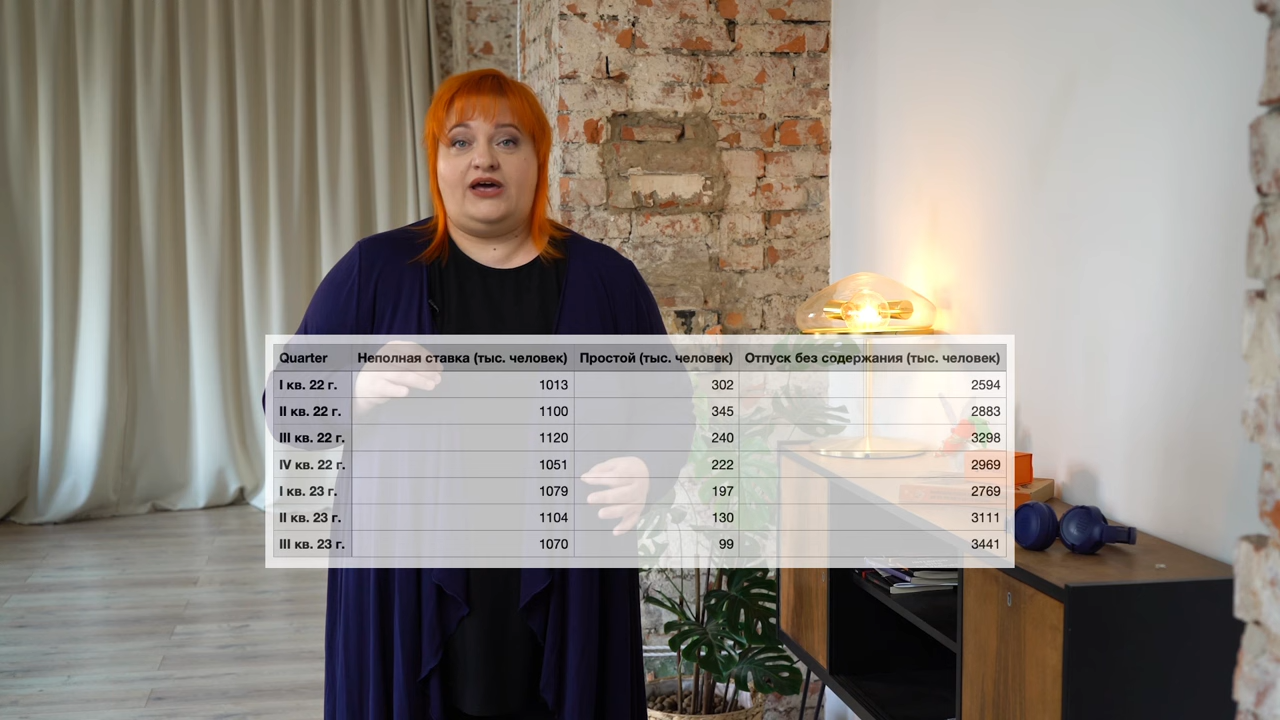 Quarter Неполная ставка (тыс. человек) Простой (тыс. человек) Отпуск без содержания (тыс. человек)
I кв. 22 г. 1013 302 2594
II кв. 22 г. 1100 345 2883
III кв. 22 г. 1120 240 3298
IV кв. 22 г. 1051 222 2969
I кв. 23 г. 1079 197 2769
II кв. 23 г. 1104 130 3111
III кв. 23 г. 1070 99 3441